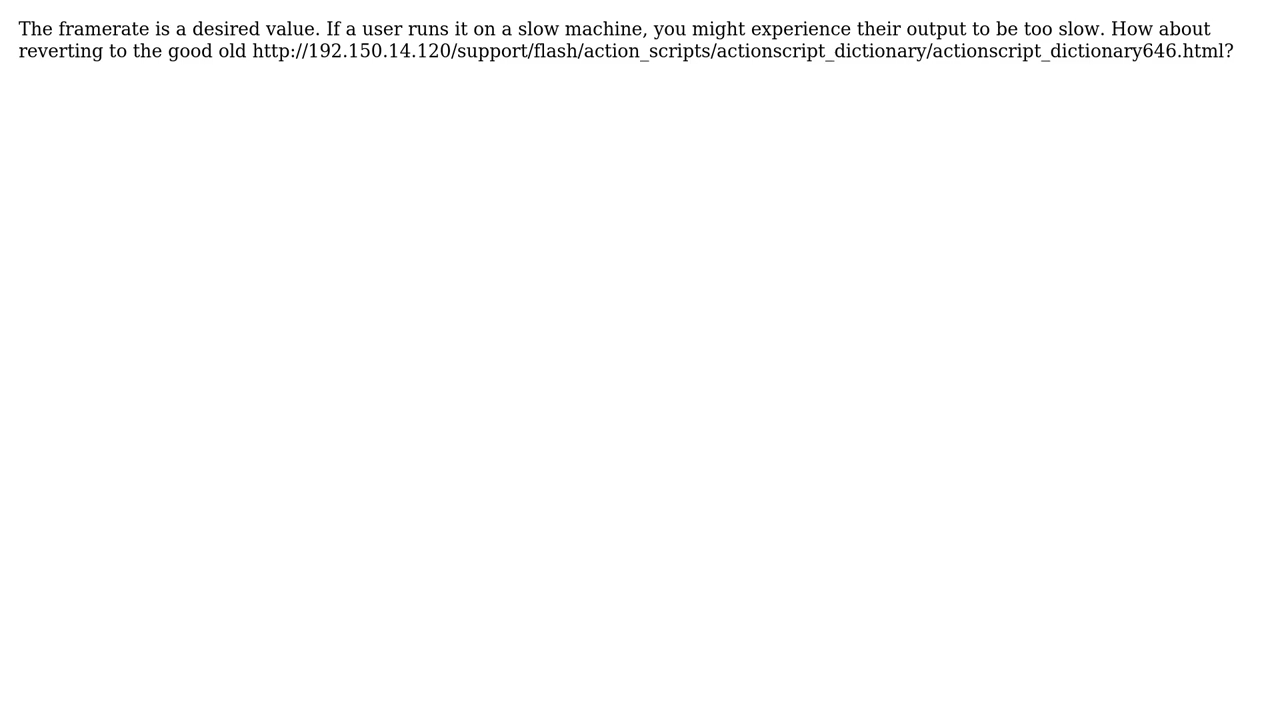 The framerate is a desired value. If a user runs it on a slow machine, you might experience their output to be too slow. How about
reverting to the good old http://192.150.14.120/support/flash/action_scripts/actionscript_dictionary/actionscript_dictionary646.html?